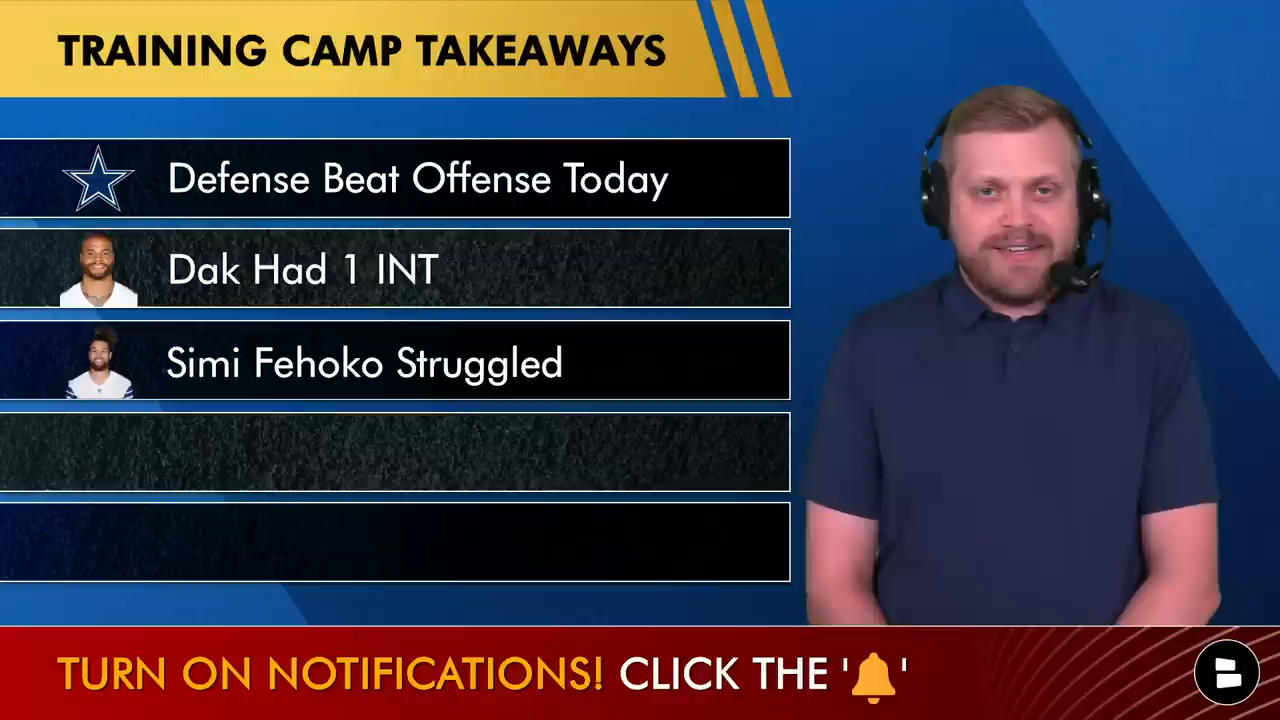 TRAINING CAMP TAKEAWAYS
Defense Beat Offense Today
Dak Had 1 INT
Simi Fehoko Struggled
TURN ON NOTIFICATIONS! CLICK THE ' '